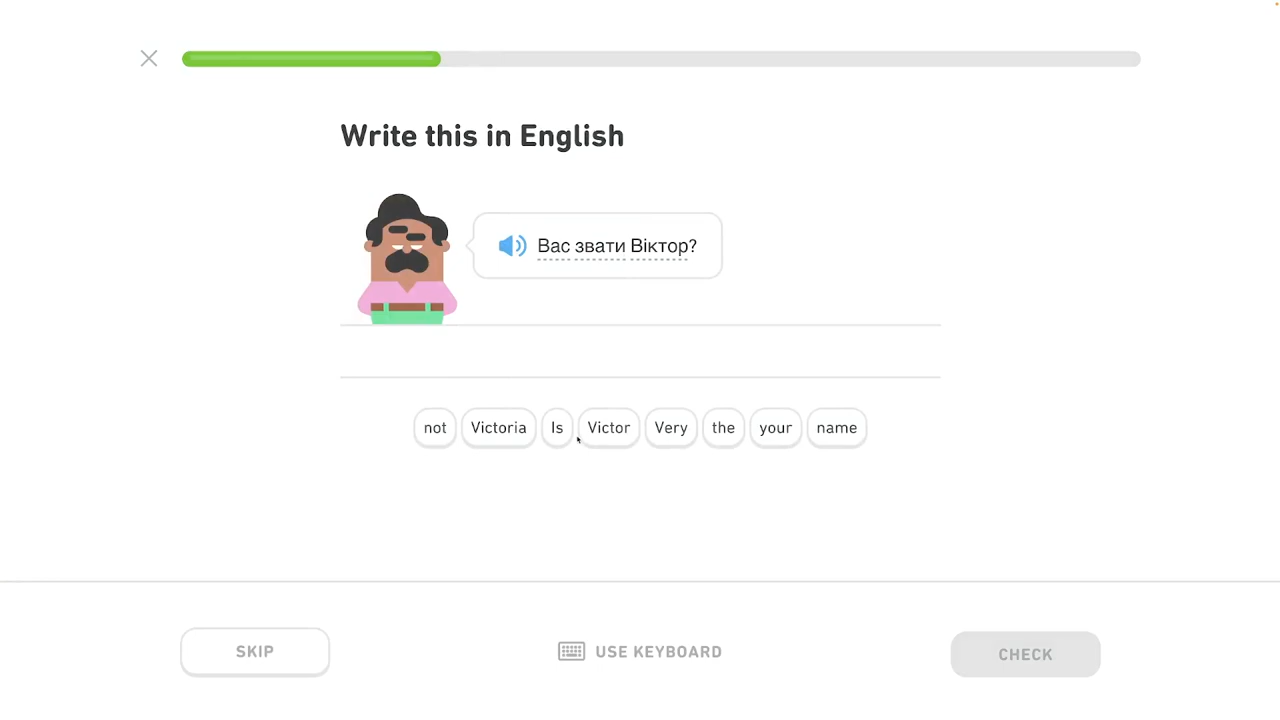 Write this in English
Вас звати Віктор?
not Victoria Is Victor Very the your name
SKIP
USE KEYBOARD
CHECK